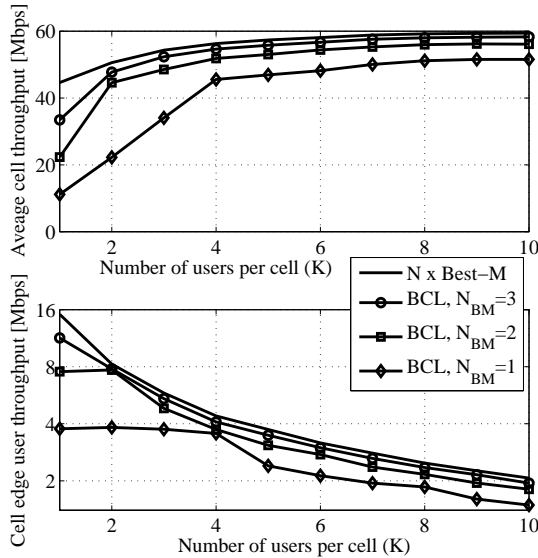 60
40
20
0
Aveage cell throughput [Mbps]
2
4
6
8
10
Number of users per cell (K)
N x Best−M
BCL, N_BM=3
BCL, N_BM=2
BCL, N_BM=1
16
8
4
2
Cell edge user throughput [Mbps]
2
4
6
8
10
Number of users per cell (K)